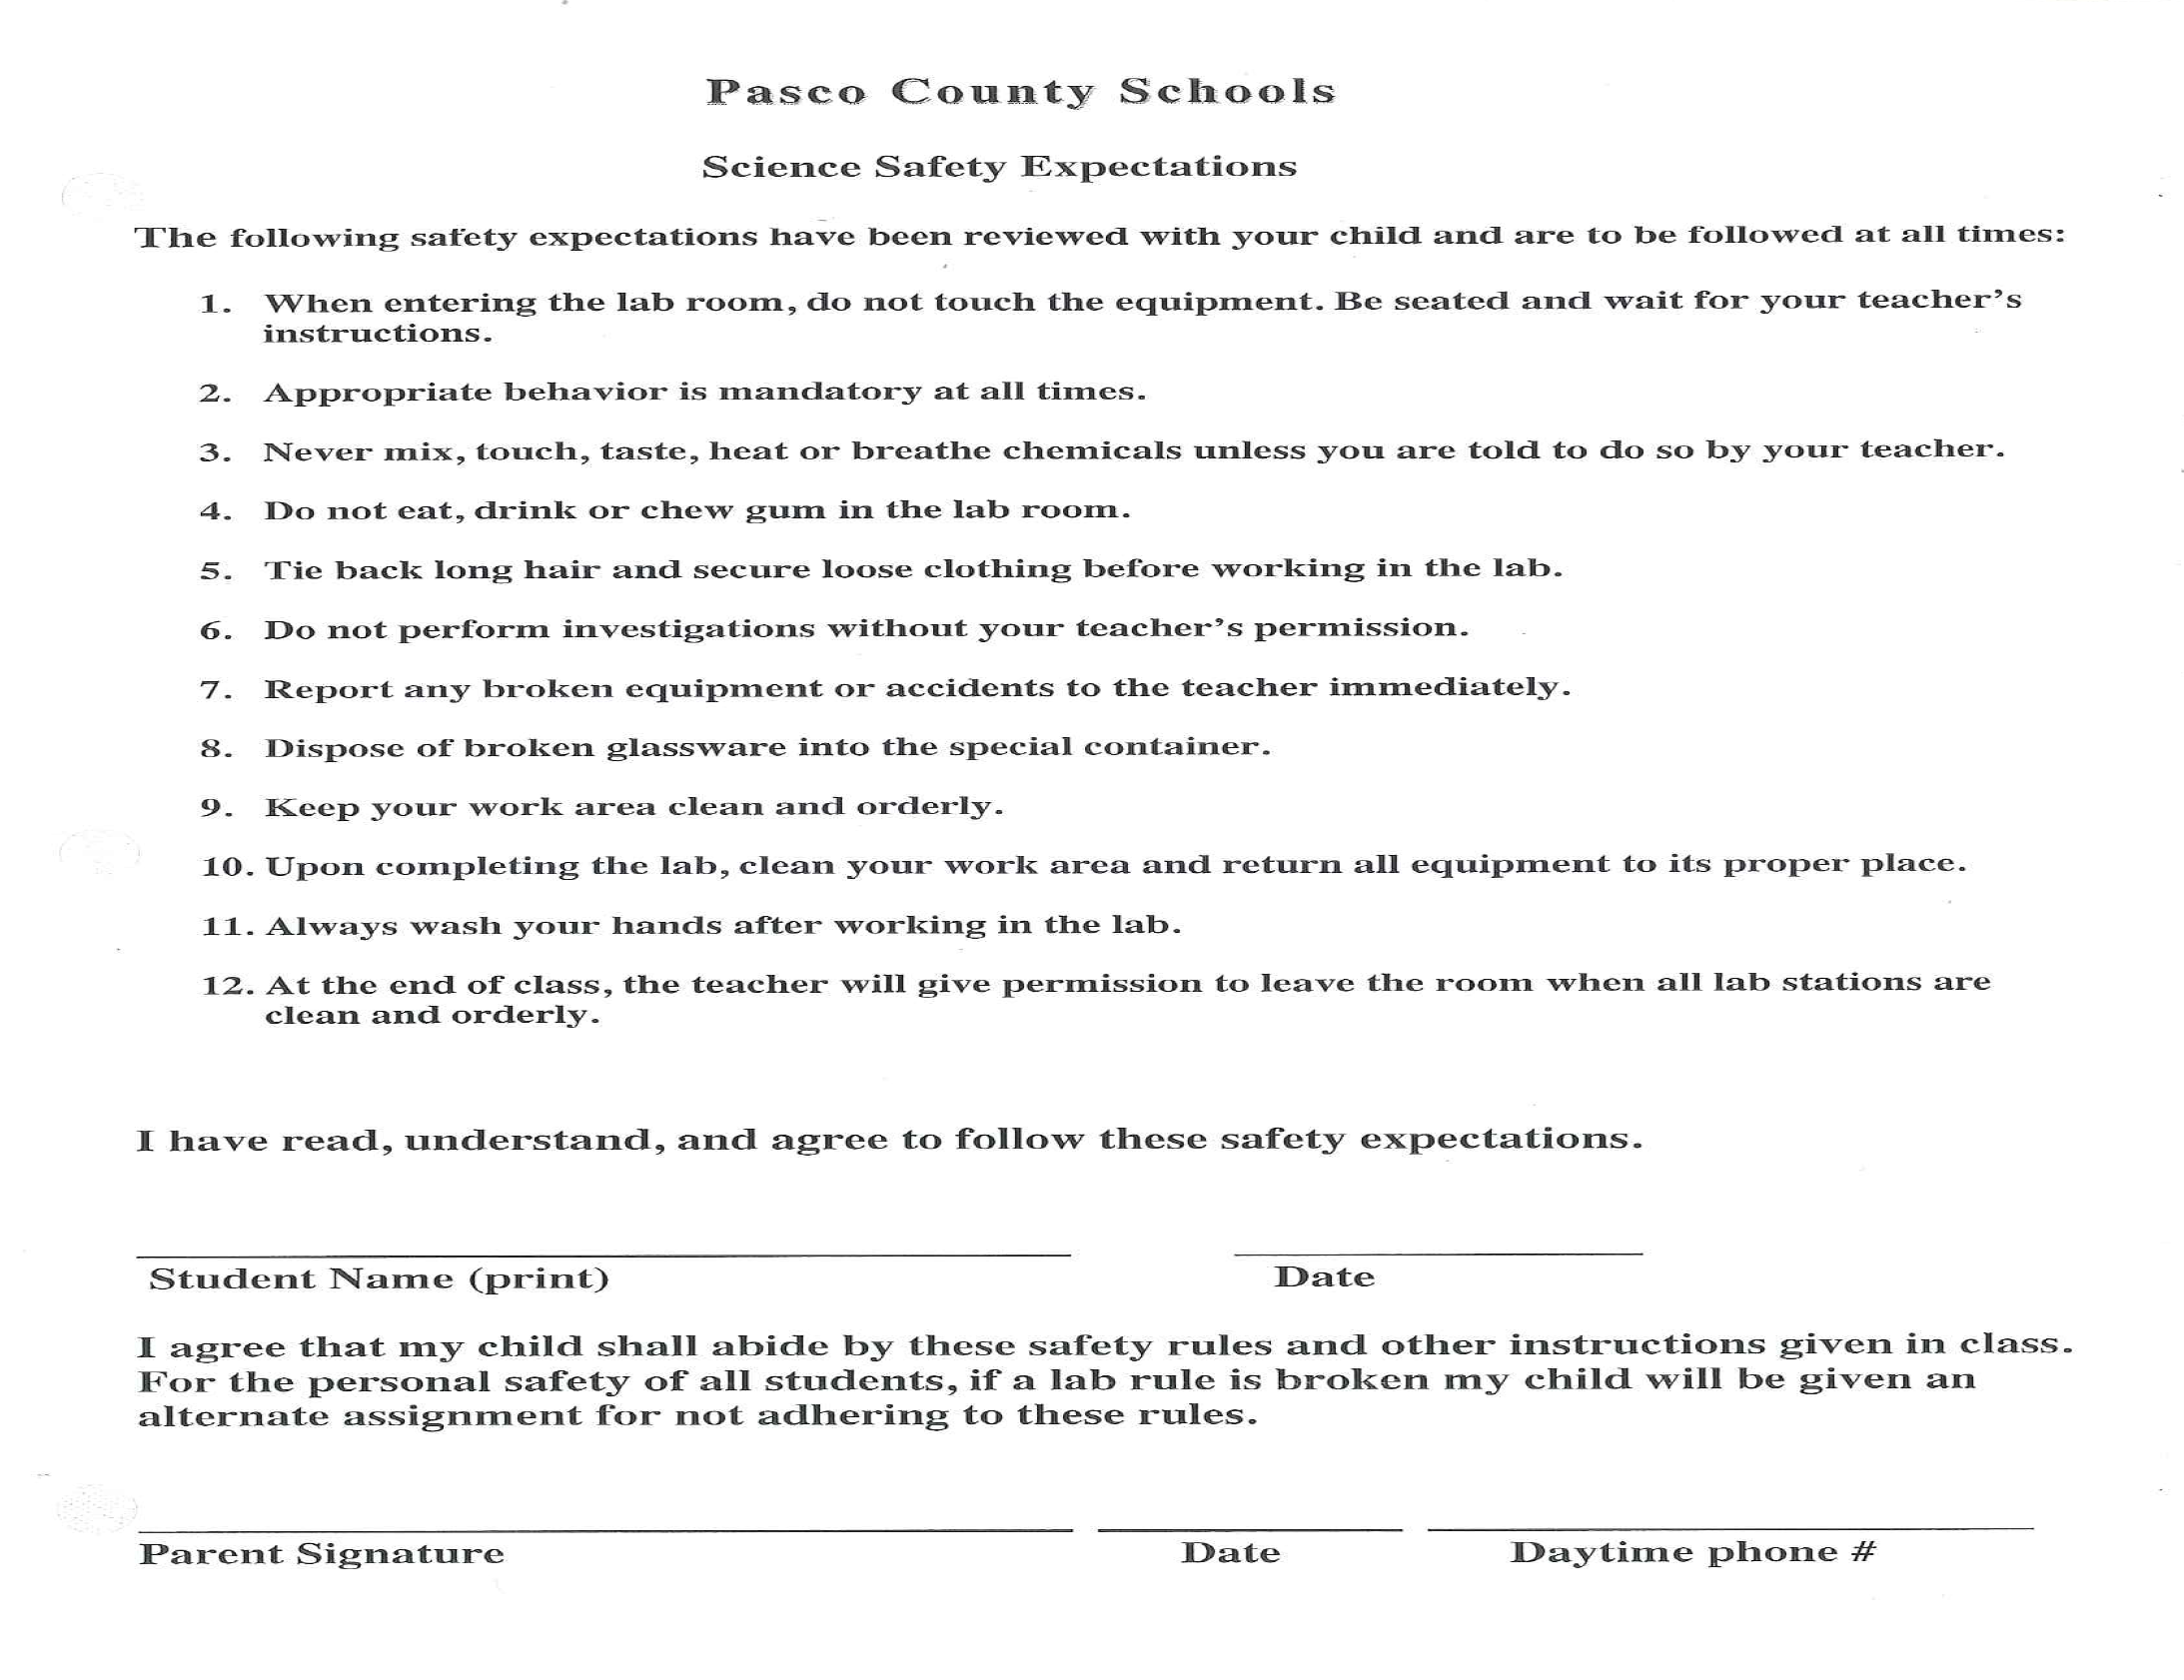 Pasco County Schools
Science Safety Expectations
The following safety expectations have been reviewed with your child and are to be followed at all times:
1. When entering the lab room, do not touch the equipment. Be seated and wait for your teacher's
instructions.
2. Appropriate behavior is mandatory at all times.
3. Never mix, touch, taste, heat or breathe chemicals unless you are told to do so by your teacher.
4. Do not eat, drink or chew gum in the lab room.
5. Tie back long hair and secure loose clothing before working in the lab.
6. Do not perform investigations without your teacher's permission.
7. Report any broken equipment or accidents to the teacher immediately.
8. Dispose of broken glassware into the special container.
9. Keep your work area clean and orderly.
10. Upon completing the lab, clean your work area and return all equipment to its proper place.
11. Always wash your hands after working in the lab.
12. At the end of class, the teacher will give permission to leave the room when all lab stations are
clean and orderly.
I have read, understand, and agree to follow these safety expectations.
Student Name (print) Date
I agree that my child shall abide by these safety rules and other instructions given in class.
For the personal safety of all students, if a lab rule is broken my child will be given an
alternate assignment for not adhering to these rules.
Parent Signature Date Daytime phone #